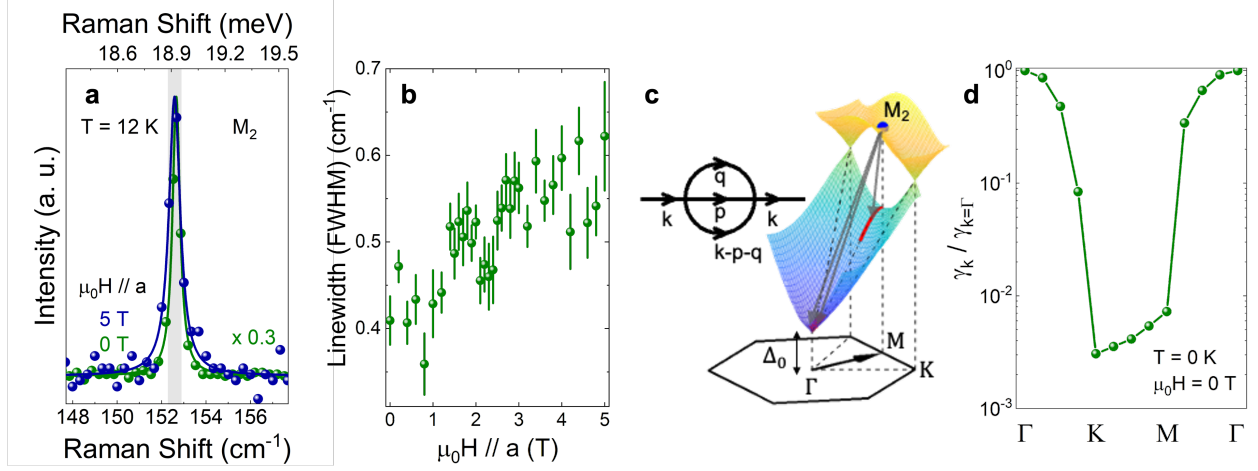 Raman Shift (meV)
18.6 18.9 19.2 19.5
a
T = 12 K
M2
μ0H // a
5 T
0 T
x 0.3
Intensity (a. u.)
148 150 152 154 156
Raman Shift (cm-1)
b
Linewidth (FWHM) (cm-1)
0.7
0.6
0.5
0.4
0 1 2 3 4 5
μ0H // a (T)
c
M2
q
p
k k
k-p-q
Δ0
M
Γ
K
d
γk / γk=Γ
10^0
10^-1
10^-2
10^-3
T = 0 K
μ0H = 0 T
Γ K M Γ